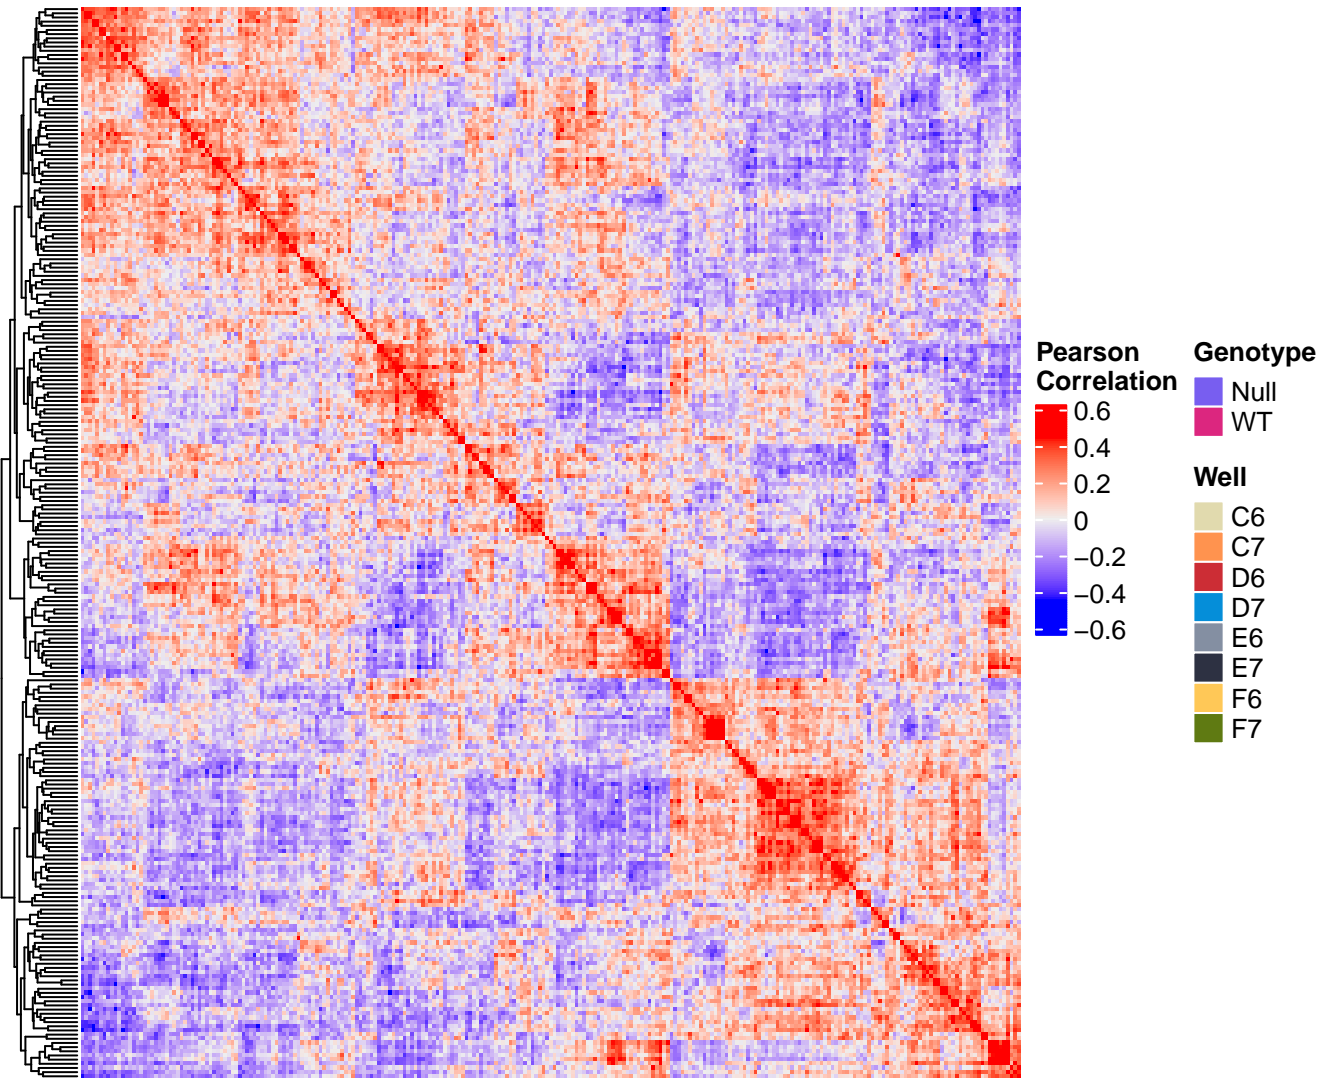 Pearson
Correlation
0.6
0.4
0.2
0
−0.2
−0.4
−0.6
Genotype
Null
WT
Well
C6
C7
D6
D7
E6
E7
F6
F7